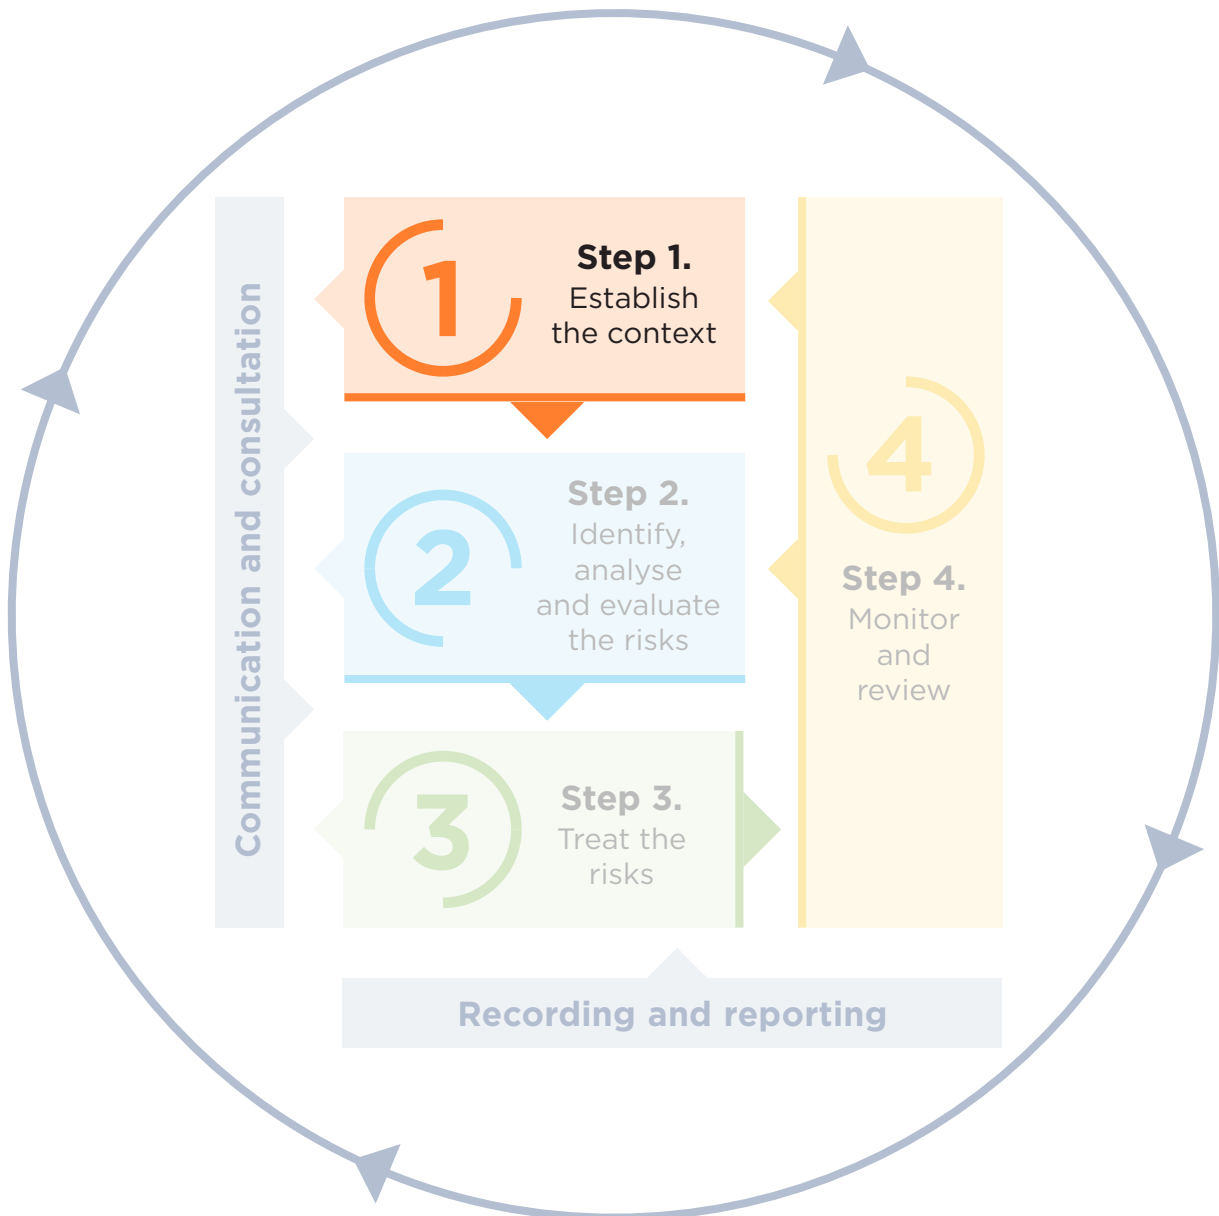 Communication and consultation
1
Step 1.
Establish
the context
2
Step 2.
Identify,
analyse
and evaluate
the risks
3
Step 3.
Treat the
risks
4
Step 4.
Monitor
and
review
Recording and reporting